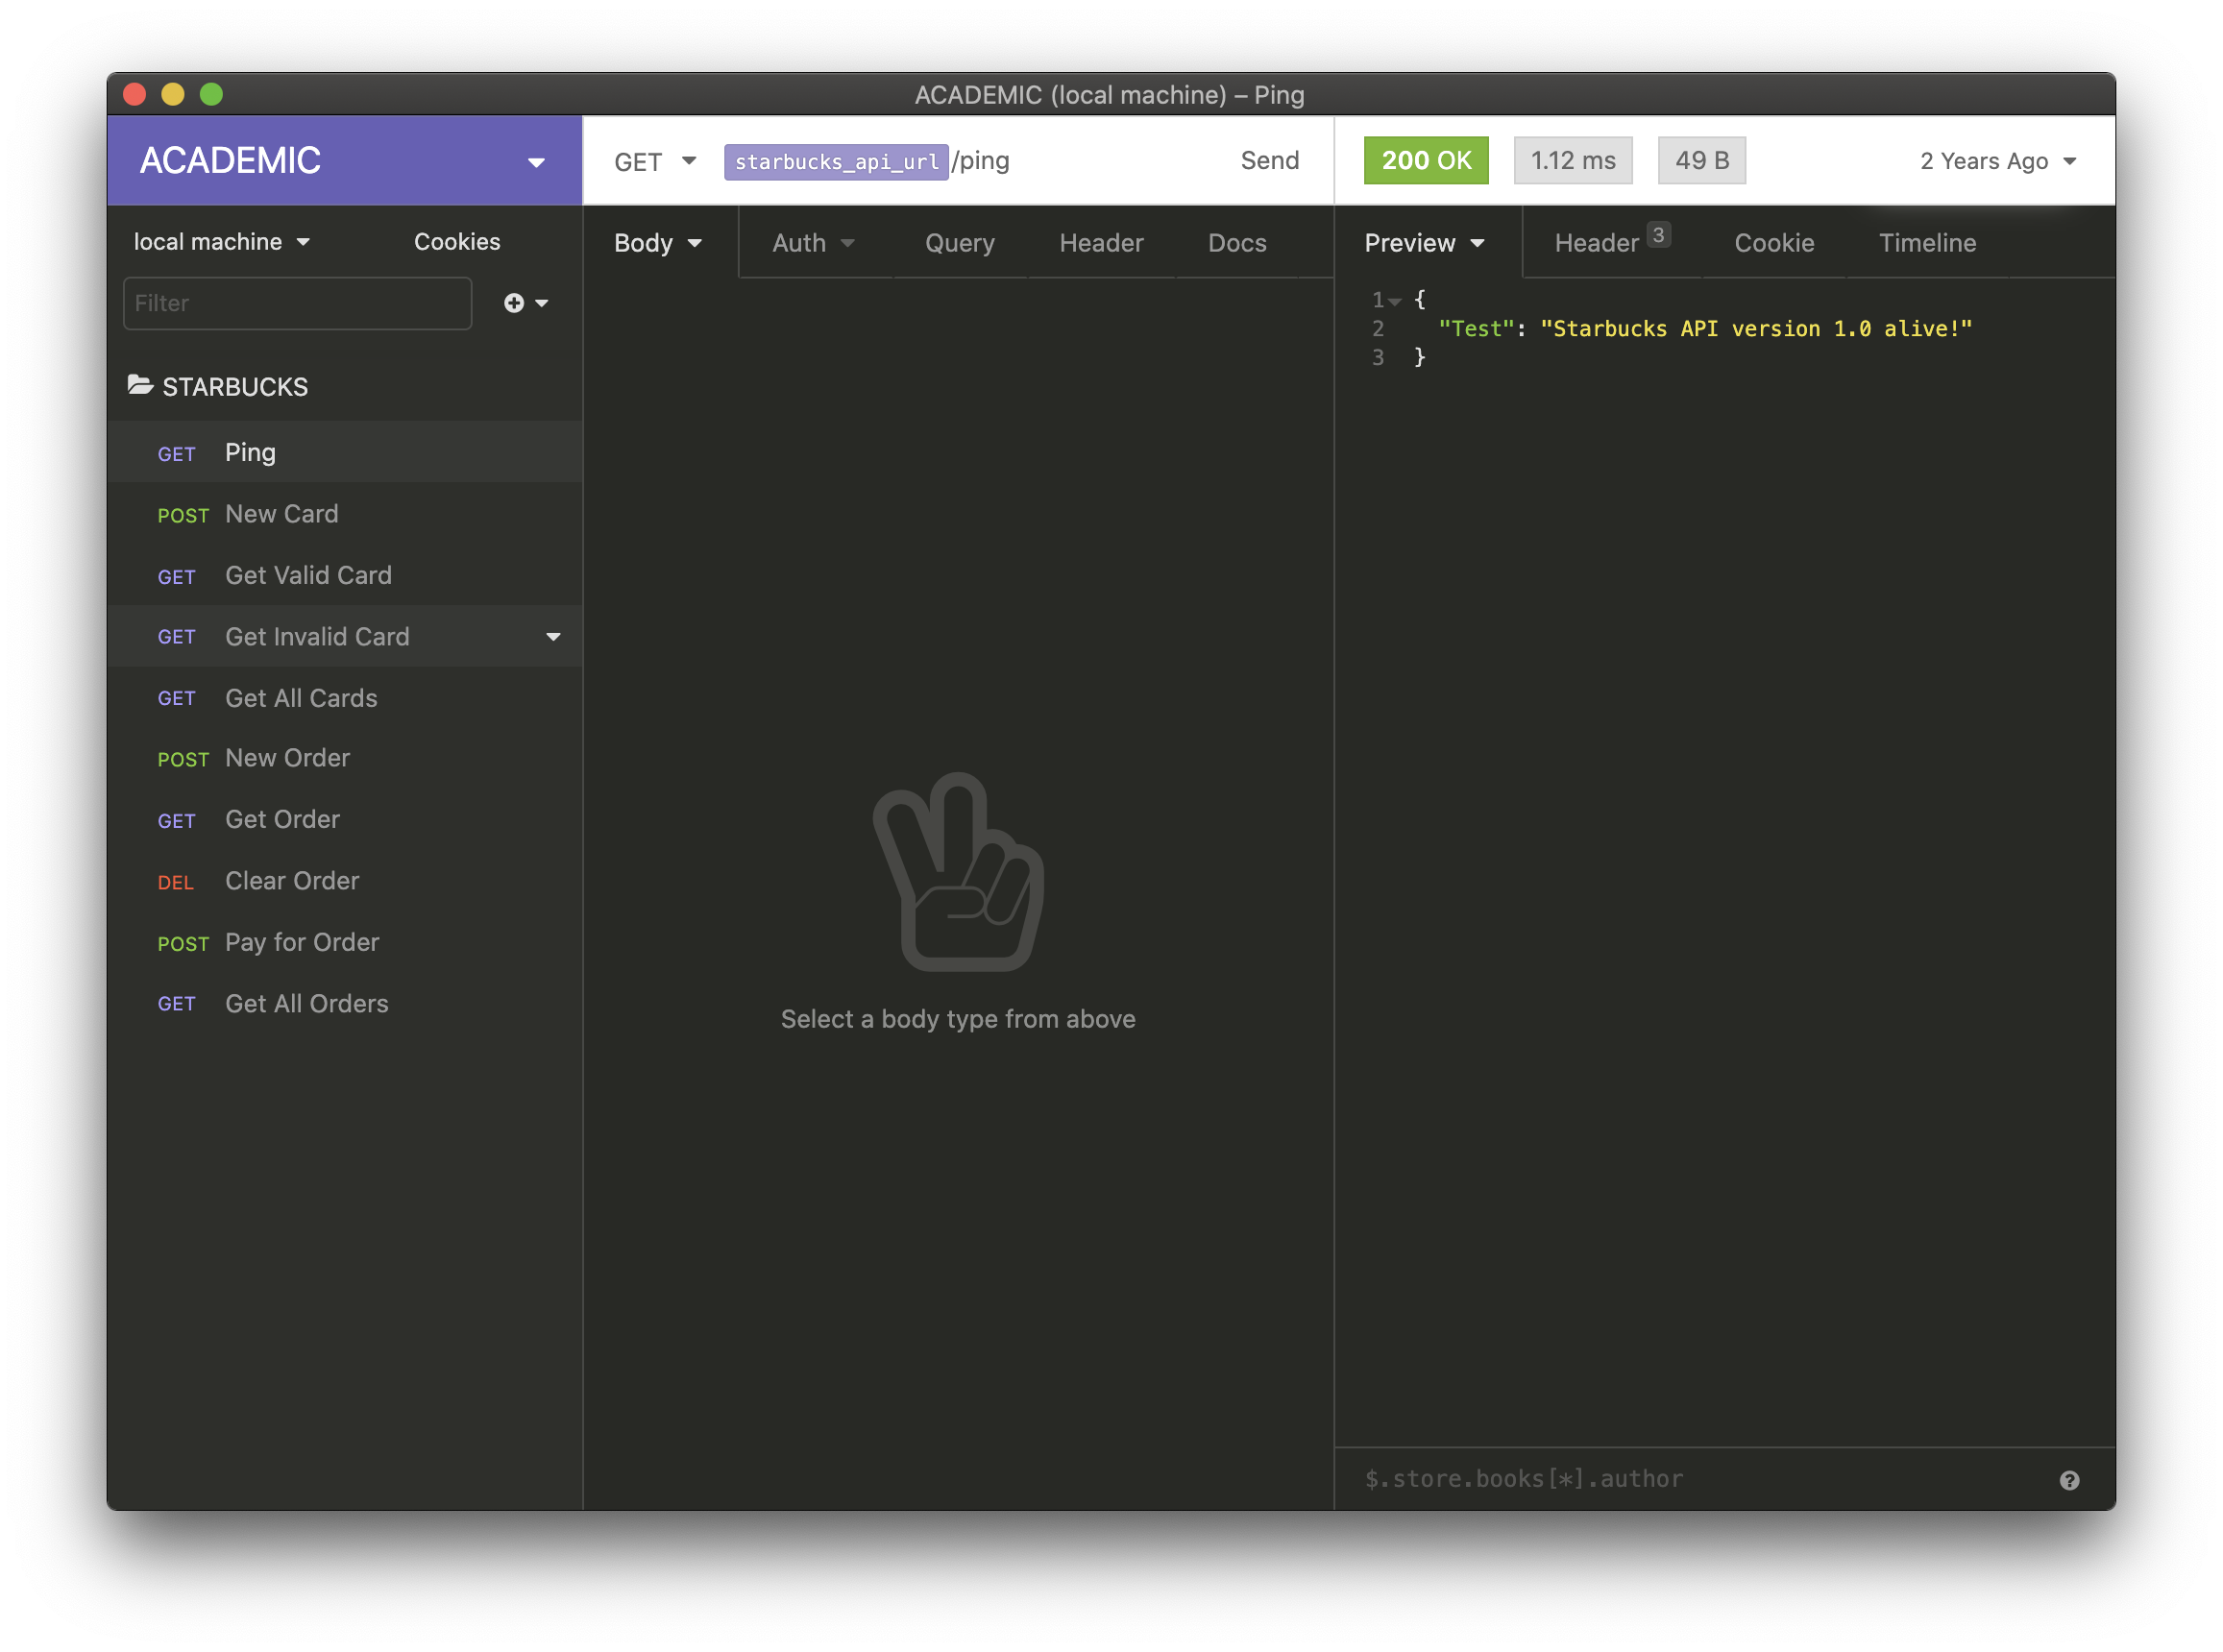 ACADEMIC (local machine) – Ping
ACADEMIC
GET starbucks_api_url/ping Send
200 OK 1.12 ms 49 B 2 Years Ago
local machine Cookies
Filter
STARBUCKS
GET Ping
POST New Card
GET Get Valid Card
GET Get Invalid Card
GET Get All Cards
POST New Order
GET Get Order
DEL Clear Order
POST Pay for Order
GET Get All Orders
Body Auth Query Header Docs
Select a body type from above
Preview Header 3 Cookie Timeline
1 {
2 "Test": "Starbucks API version 1.0 alive!"
3 }
$.store.books[*].author